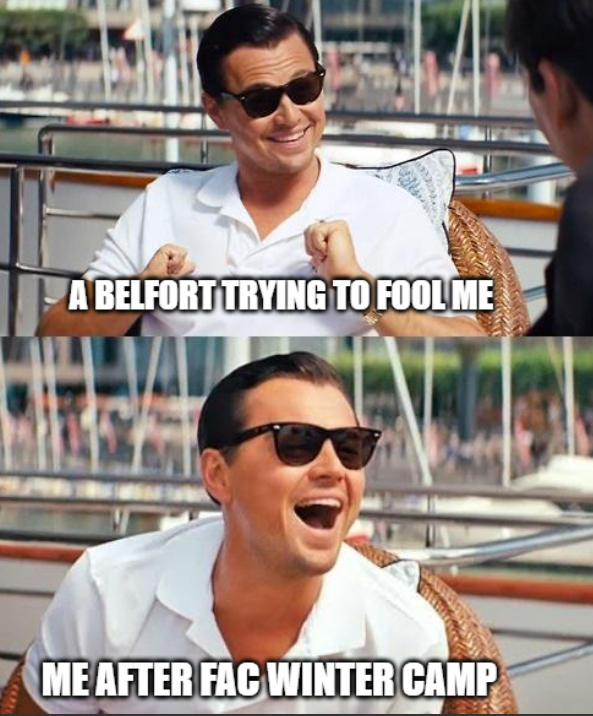 A BELFORT TRYING TO FOOL ME
ME AFTER FAC WINTER CAMP